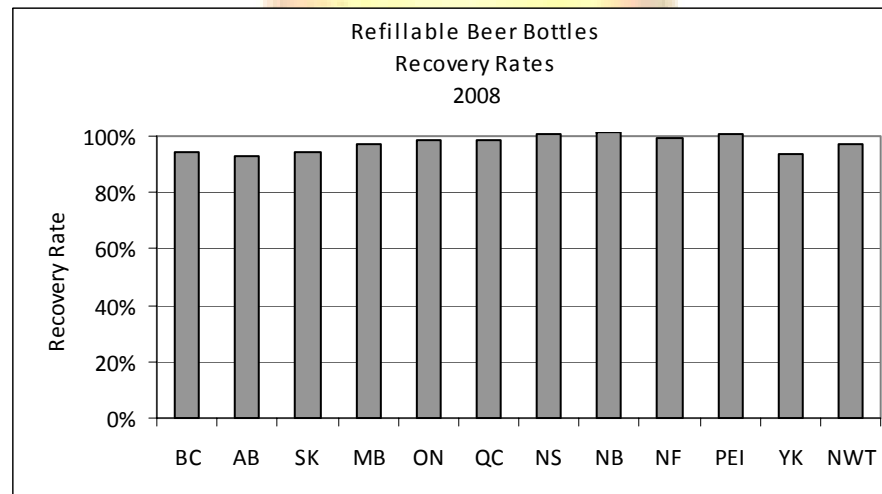 Refillable Beer Bottles
Recovery Rates
2008
100%
80%
60%
40%
20%
0%
Recovery Rate
BC AB SK MB ON QC NS NB NF PEI YK NWT